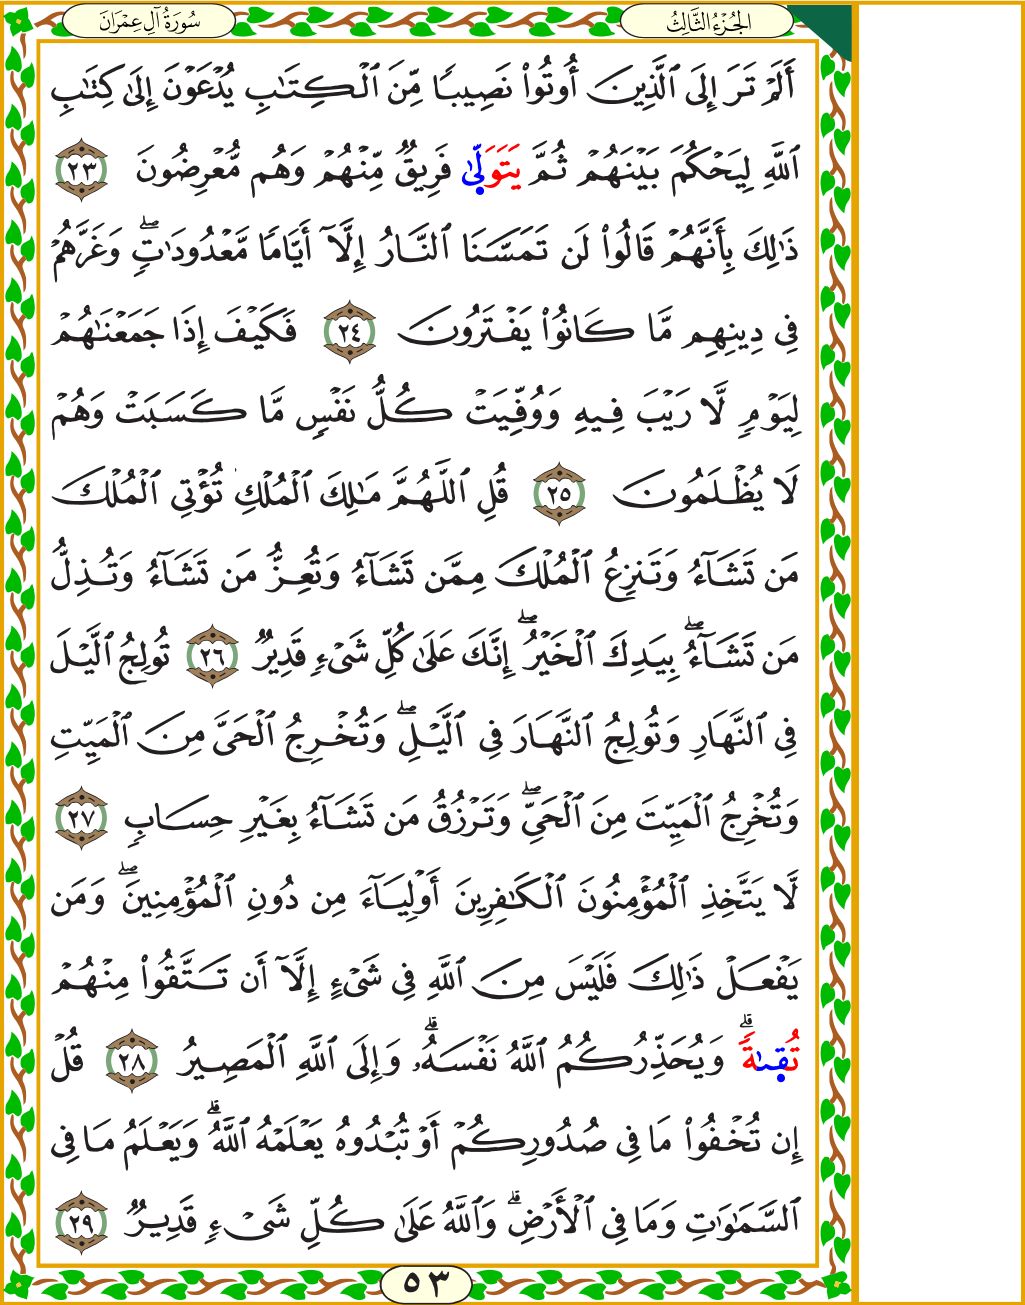 سُورَةُ آلِ عِمْرَان
الجُزْءُ الثَّالِثُ
أَلَمْ تَرَ إِلَى ٱلَّذِينَ أُوتُوا۟ نَصِيبًا مِّنَ ٱلْكِتَٰبِ يُدْعَوْنَ إِلَىٰ كِتَٰبِ
ٱللَّهِ لِيَحْكُمَ بَيْنَهُمْ ثُمَّ يَتَوَلَّىٰ فَرِيقٌ مِّنْهُمْ وَهُم مُّعْرِضُونَ ٢٣
ذَٰلِكَ بِأَنَّهُمْ قَالُوا۟ لَن تَمَسَّنَا ٱلنَّارُ إِلَّآ أَيَّامًا مَّعْدُودَٰتٍۖ وَغَرَّهُمْ
فِى دِينِهِم مَّا كَانُوا۟ يَفْتَرُونَ ٢٤ فَكَيْفَ إِذَا جَمَعْنَٰهُمْ
لِيَوْمٍ لَّا رَيْبَ فِيهِ وَوُفِّيَتْ كُلُّ نَفْسٍ مَّا كَسَبَتْ وَهُمْ
لَا يُظْلَمُونَ ٢٥ قُلِ ٱللَّهُمَّ مَٰلِكَ ٱلْمُلْكِ تُؤْتِى ٱلْمُلْكَ
مَن تَشَآءُ وَتَنزِعُ ٱلْمُلْكَ مِمَّن تَشَآءُ وَتُعِزُّ مَن تَشَآءُ وَتُذِلُّ
مَن تَشَآءُۖ بِيَدِكَ ٱلْخَيْرُۖ إِنَّكَ عَلَىٰ كُلِّ شَىْءٍ قَدِيرٌ ٢٦ تُولِجُ ٱلَّيْلَ
فِى ٱلنَّهَارِ وَتُولِجُ ٱلنَّهَارَ فِى ٱلَّيْلِۖ وَتُخْرِجُ ٱلْحَىَّ مِنَ ٱلْمَيِّتِ
وَتُخْرِجُ ٱلْمَيِّتَ مِنَ ٱلْحَىِّۖ وَتَرْزُقُ مَن تَشَآءُ بِغَيْرِ حِسَابٍ ٢٧
لَّا يَتَّخِذِ ٱلْمُؤْمِنُونَ ٱلْكَٰفِرِينَ أَوْلِيَآءَ مِن دُونِ ٱلْمُؤْمِنِينَۖ وَمَن
يَفْعَلْ ذَٰلِكَ فَلَيْسَ مِنَ ٱللَّهِ فِى شَىْءٍ إِلَّآ أَن تَتَّقُوا۟ مِنْهُمْ
تُقَىٰةًۗ وَيُحَذِّرُكُمُ ٱللَّهُ نَفْسَهُۥۗ وَإِلَى ٱللَّهِ ٱلْمَصِيرُ ٢٨ قُلْ
إِن تُخْفُوا۟ مَا فِى صُدُورِكُمْ أَوْ تُبْدُوهُ يَعْلَمْهُ ٱللَّهُۗ وَيَعْلَمُ مَا فِى
ٱلسَّمَٰوَٰتِ وَمَا فِى ٱلْأَرْضِۗ وَٱللَّهُ عَلَىٰ كُلِّ شَىْءٍ قَدِيرٌ ٢٩
٥٣